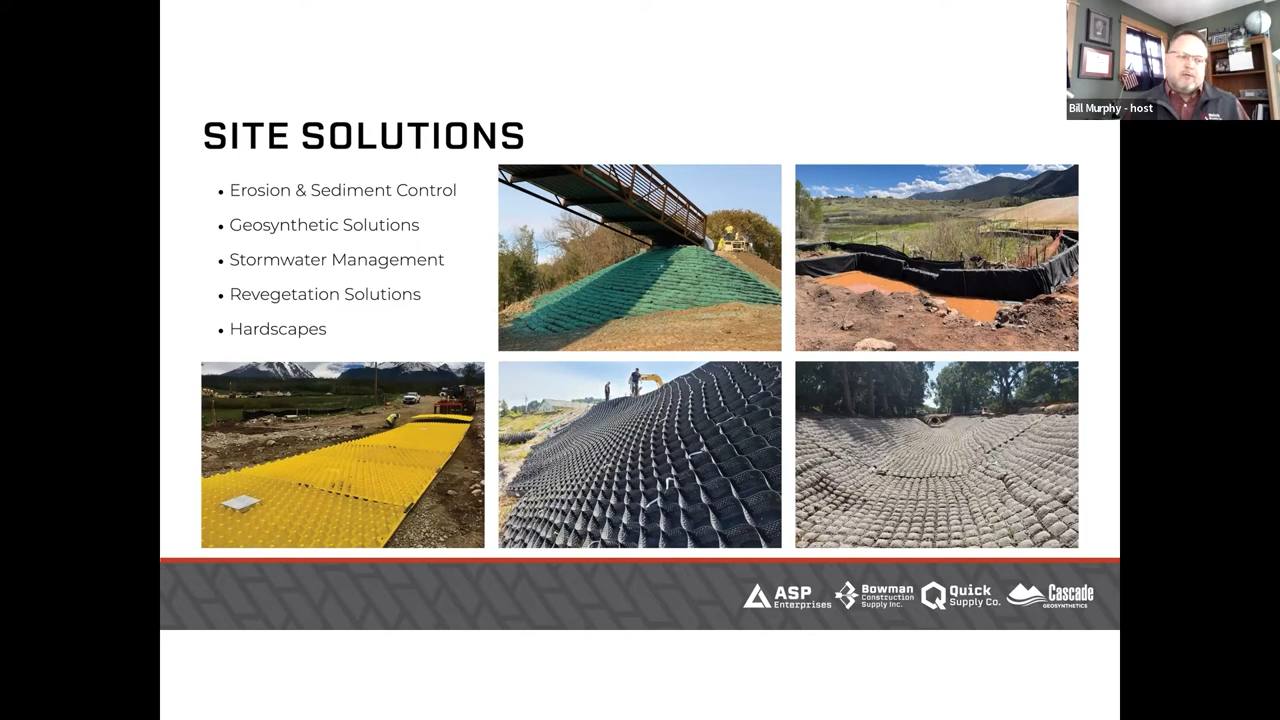 Bill Murphy - host
SITE SOLUTIONS
• Erosion & Sediment Control
• Geosynthetic Solutions
• Stormwater Management
• Revegetation Solutions
• Hardscapes
ASP
Enterprises
Bowman
Construction
Supply Inc.
Quick
Supply Co.
Cascade
GEOSYNTHETICS